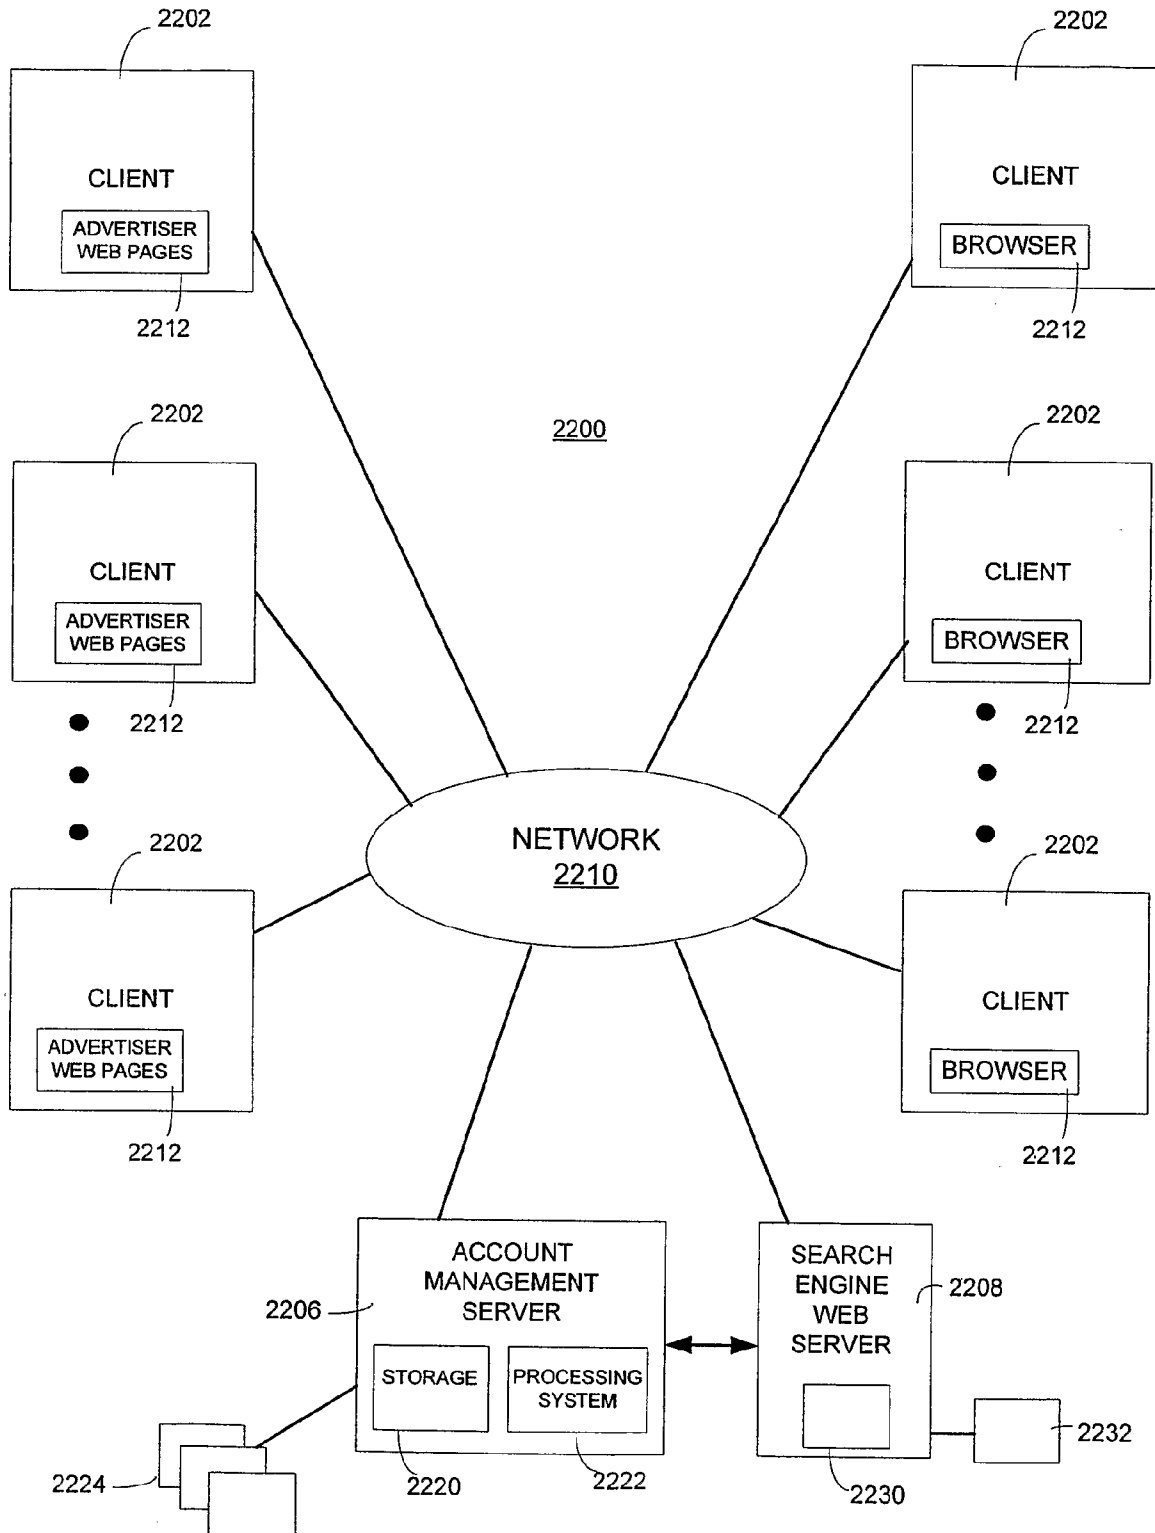 2202
2202
CLIENT
ADVERTISER
WEB PAGES
2212
CLIENT
BROWSER
2212
2200
2202
2202
CLIENT
ADVERTISER
WEB PAGES
2212
CLIENT
BROWSER
2212
2202
2202
NETWORK
2210
CLIENT
ADVERTISER
WEB PAGES
2212
CLIENT
BROWSER
2212
ACCOUNT
MANAGEMENT
SERVER
2206
STORAGE
PROCESSING
SYSTEM
2220
2222
2224
SEARCH
ENGINE
WEB
SERVER
2208
2230
2232